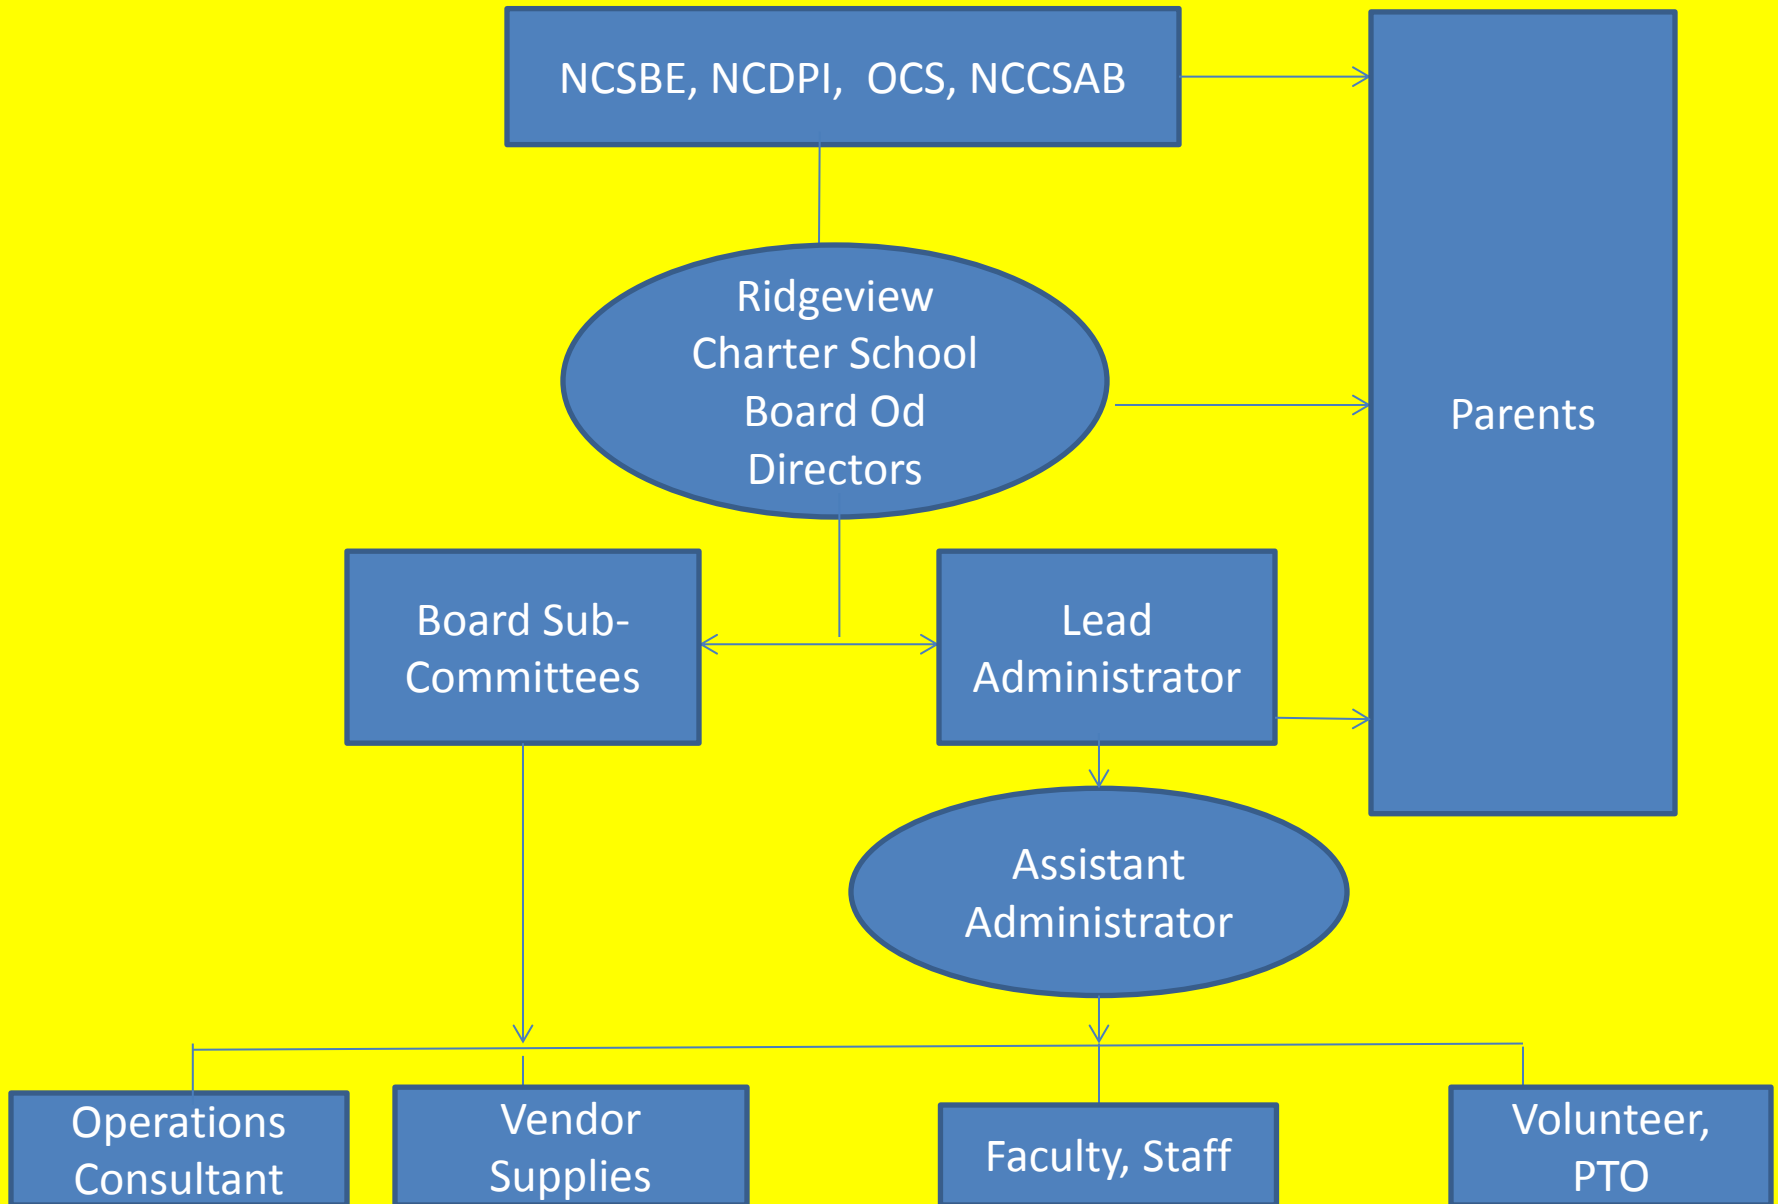 NCSBE, NCDPI, OCS, NCCSAB
Ridgeview
Charter School
Board Od
Directors
Parents
Board Sub-
Committees
Lead
Administrator
Assistant
Administrator
Operations
Consultant
Vendor
Supplies
Faculty, Staff
Volunteer,
PTO